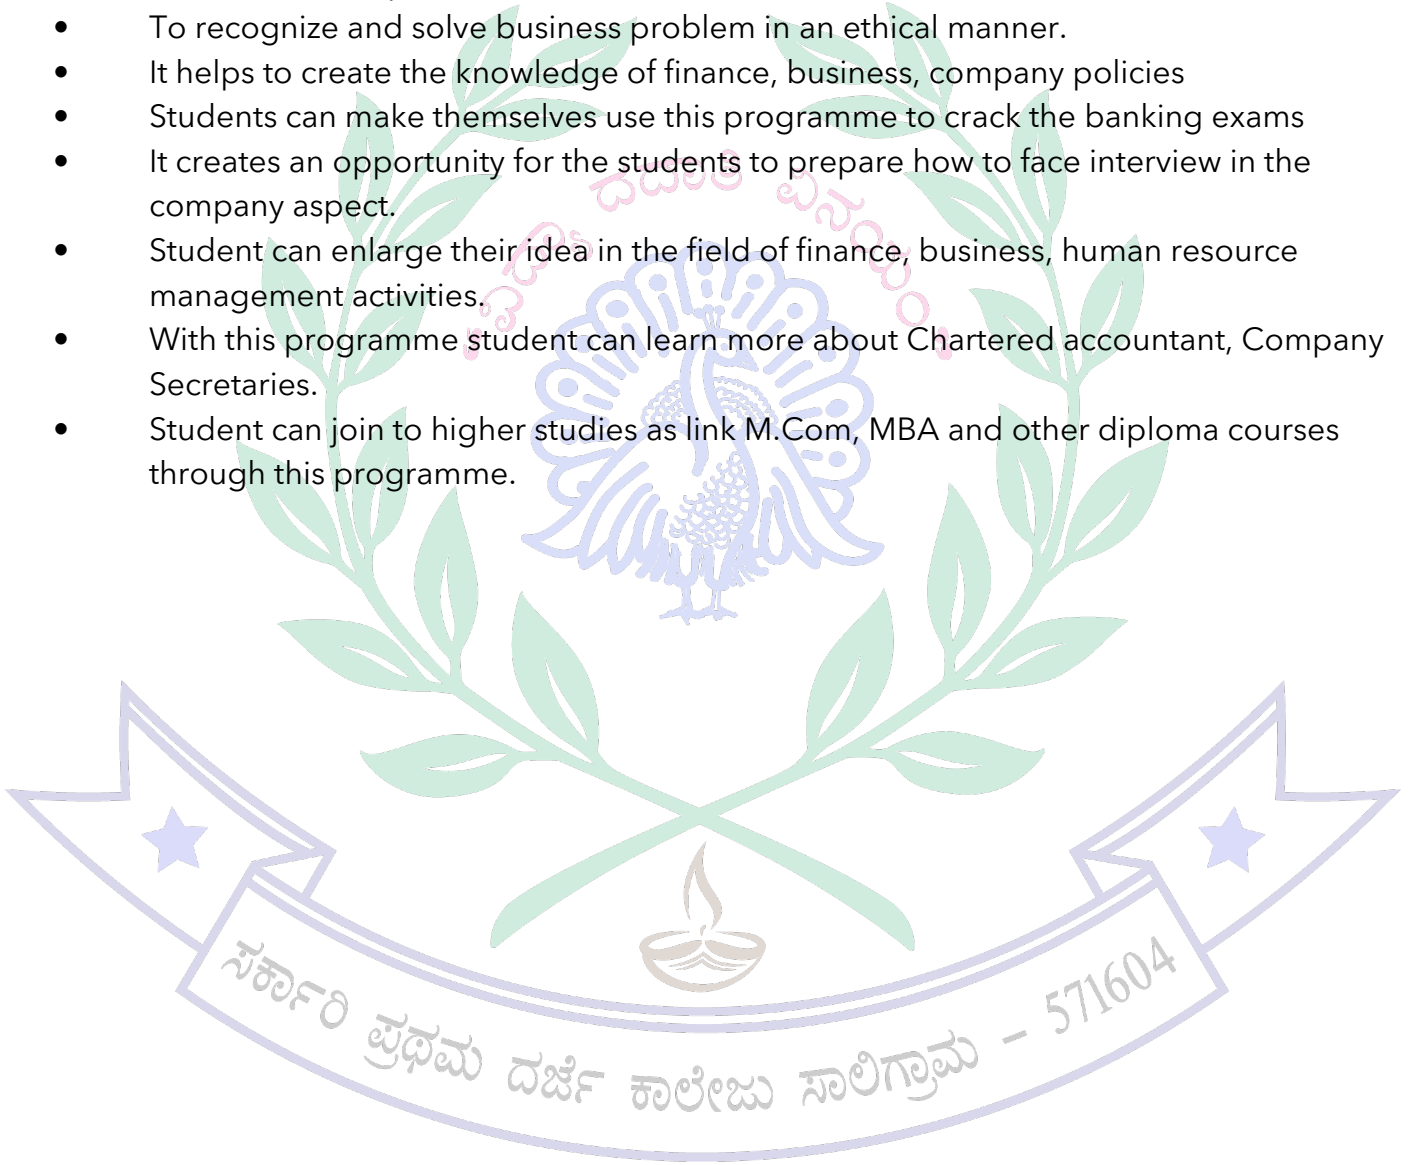 • To recognize and solve business problem in an ethical manner.
• It helps to create the knowledge of finance, business, company policies
• Students can make themselves use this programme to crack the banking exams
• It creates an opportunity for the students to prepare how to face interview in the
company aspect.
• Student can enlarge their idea in the field of finance, business, human resource
management activities.
• With this programme student can learn more about Chartered accountant, Company
Secretaries.
• Student can join to higher studies as link M.Com, MBA and other diploma courses
through this programme.
ವಿದ್ಯಾ ದದಾತಿ ವಿನಯಂ
ಸರ್ಕಾರಿ ಪ್ರಥಮ ದರ್ಜೆ ಕಾಲೇಜು ಸಾಲಿಗ್ರಾಮ – 571604